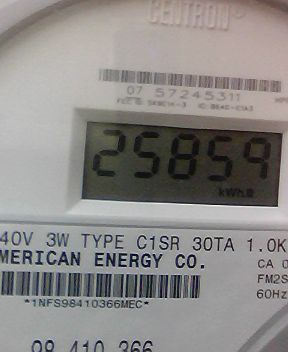 CENTRON
07 57245311
25859
kWh
40V 3W TYPE C1SR 30TA 1.0K
MERICAN ENERGY CO.
CA 0
FM2S
60Hz
*1NFS98410366MEC*
98 410 366